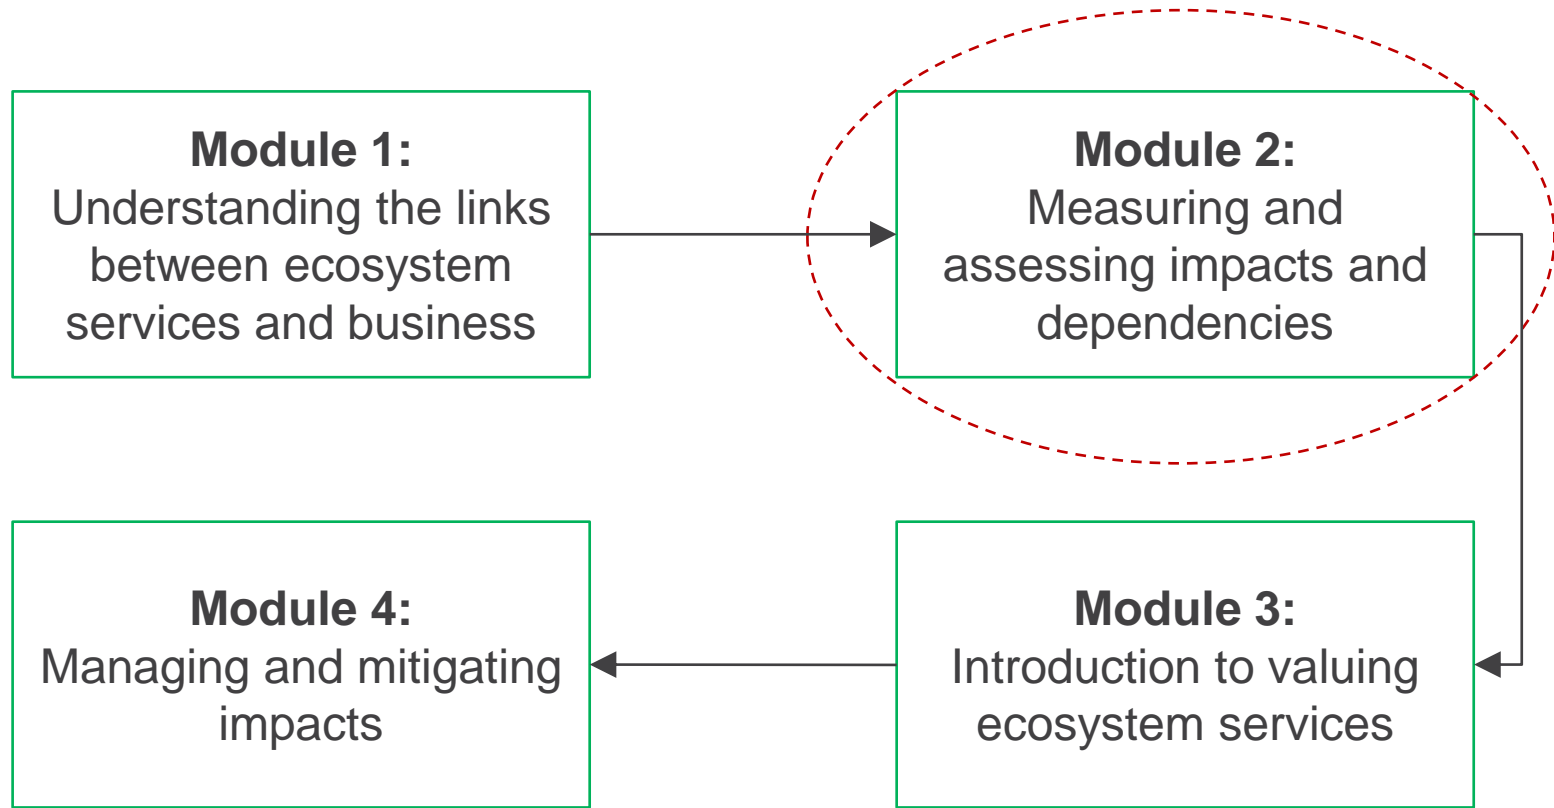 Module 1:
Understanding the links
between ecosystem
services and business
Module 2:
Measuring and
assessing impacts and
dependencies
Module 3:
Introduction to valuing
ecosystem services
Module 4:
Managing and mitigating
impacts